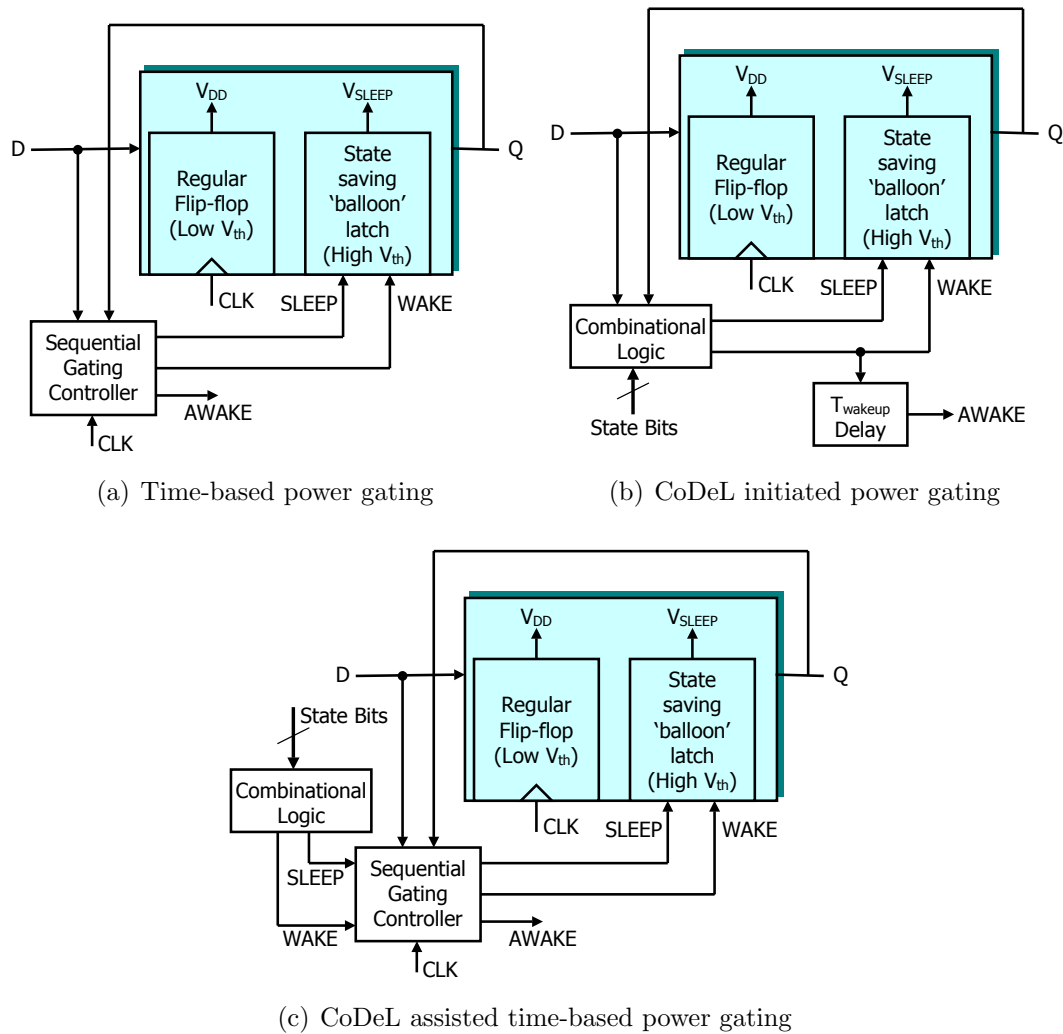 V_DD
V_SLEEP
D
Q
Regular
Flip-flop
(Low V_th)
State
saving
‘balloon’
latch
(High V_th)
CLK
SLEEP
WAKE
Sequential
Gating
Controller
AWAKE
CLK
(a) Time-based power gating
V_DD
V_SLEEP
D
Q
Regular
Flip-flop
(Low V_th)
State
saving
‘balloon’
latch
(High V_th)
CLK
SLEEP
WAKE
Combinational
Logic
State Bits
T_wakeup
Delay
AWAKE
(b) CoDeL initiated power gating
V_DD
V_SLEEP
D
Q
Regular
Flip-flop
(Low V_th)
State
saving
‘balloon’
latch
(High V_th)
State Bits
Combinational
Logic
CLK
SLEEP
WAKE
SLEEP
WAKE
Sequential
Gating
Controller
AWAKE
CLK
(c) CoDeL assisted time-based power gating